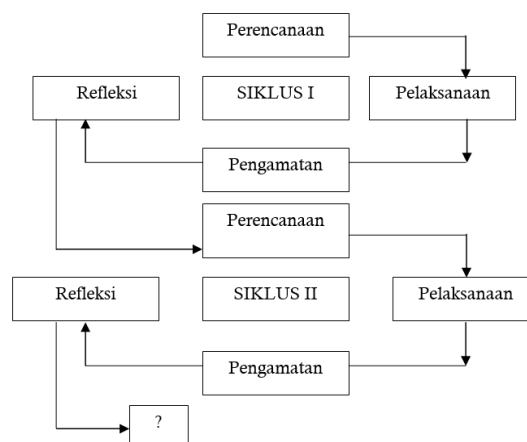 Perencanaan
Refleksi
SIKLUS I
Pelaksanaan
Pengamatan
Perencanaan
Refleksi
SIKLUS II
Pelaksanaan
Pengamatan
?